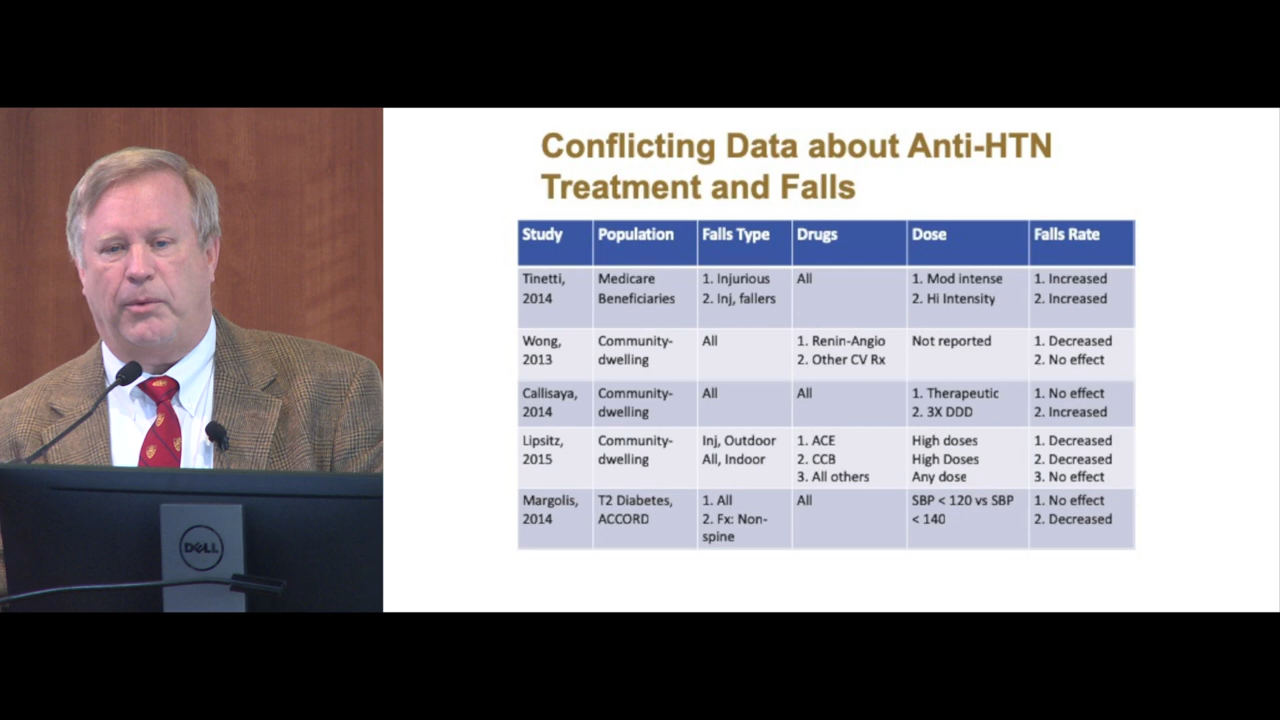 Conflicting Data about Anti-HTN
Treatment and Falls
Study Population Falls Type Drugs Dose Falls Rate
Tinetti, Medicare 1. Injurious All 1. Mod intense 1. Increased
2014 Beneficiaries 2. Inj, fallers 2. Hi Intensity 2. Increased
Wong, Community- All 1. Renin-Angio Not reported 1. Decreased
2013 dwelling 2. Other CV Rx 2. No effect
Callisaya, Community- All All 1. Therapeutic 1. No effect
2014 dwelling 2. 3X DDD 2. Increased
Lipsitz, Community- Inj, Outdoor 1. ACE High doses 1. Decreased
2015 dwelling All, Indoor 2. CCB High Doses 2. Decreased
3. All others Any dose 3. No effect
Margolis, T2 Diabetes, 1. All All SBP < 120 vs SBP 1. No effect
2014 ACCORD 2. Fx: Non- < 140 2. Decreased
spine
DELL